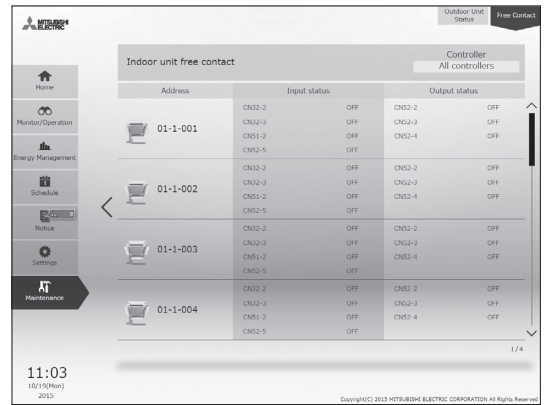 MITSUBISHI
ELECTRIC
Outdoor Unit
Status
Free Contact
Indoor unit free contact
Controller
All controllers
Home
Monitor/Operation
Energy Management
Schedule
Notice
Settings
Maintenance
Address Input status Output status
01-1-001
CN32-2 OFF CN52-2 OFF
CN32-3 OFF CN52-3 OFF
CN51-2 OFF CN52-4 OFF
CN52-5 OFF
01-1-002
CN32-2 OFF CN52-2 OFF
CN32-3 OFF CN52-3 OFF
CN51-2 OFF CN52-4 OFF
CN52-5 OFF
01-1-003
CN32-2 OFF CN52-2 OFF
CN32-3 OFF CN52-3 OFF
CN51-2 OFF CN52-4 OFF
CN52-5 OFF
01-1-004
CN32-2 OFF CN52-2 OFF
CN32-3 OFF CN52-3 OFF
CN51-2 OFF CN52-4 OFF
CN52-5 OFF
1/4
11:03
10/19(Mon)
2015
Copyright(C) 2015 MITSUBISHI ELECTRIC CORPORATION All Rights Reserved